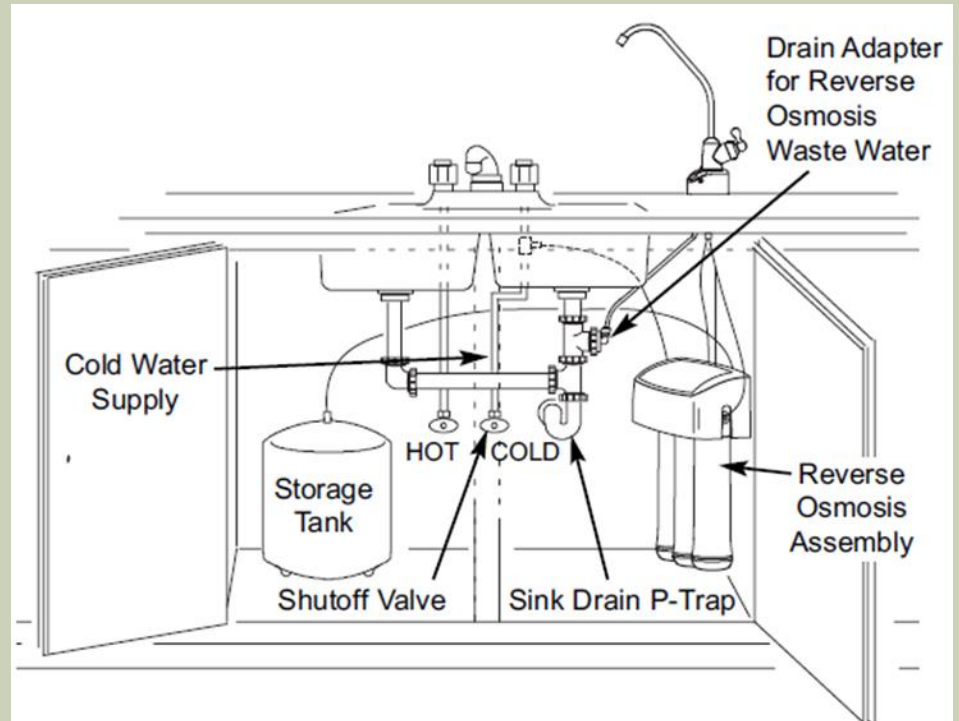 Drain Adapter
for Reverse
Osmosis
Waste Water
Cold Water
Supply
HOT
COLD
Storage
Tank
Reverse
Osmosis
Assembly
Shutoff Valve
Sink Drain P-Trap